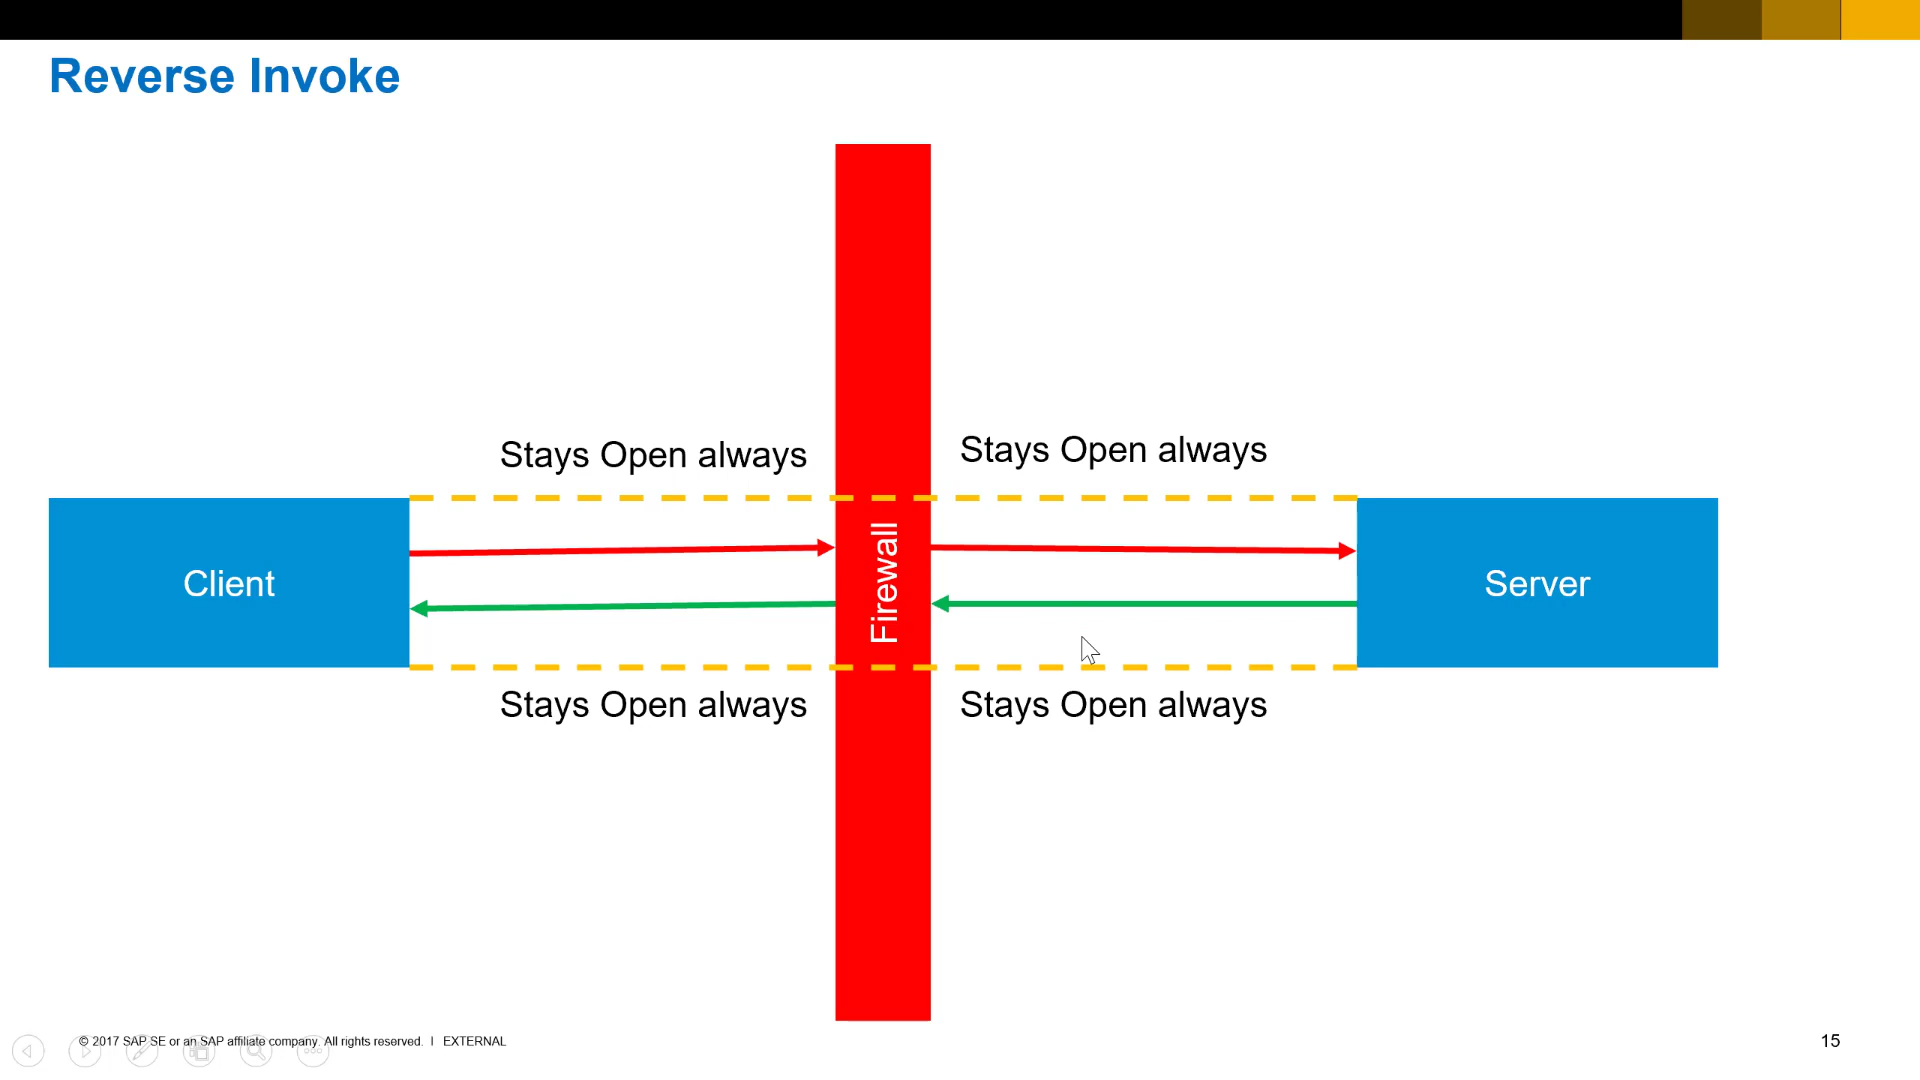 Reverse Invoke
Stays Open always
Stays Open always
Client
Firewall
Server
Stays Open always
Stays Open always
© 2017 SAP SE or an SAP affiliate company. All rights reserved. I EXTERNAL
15